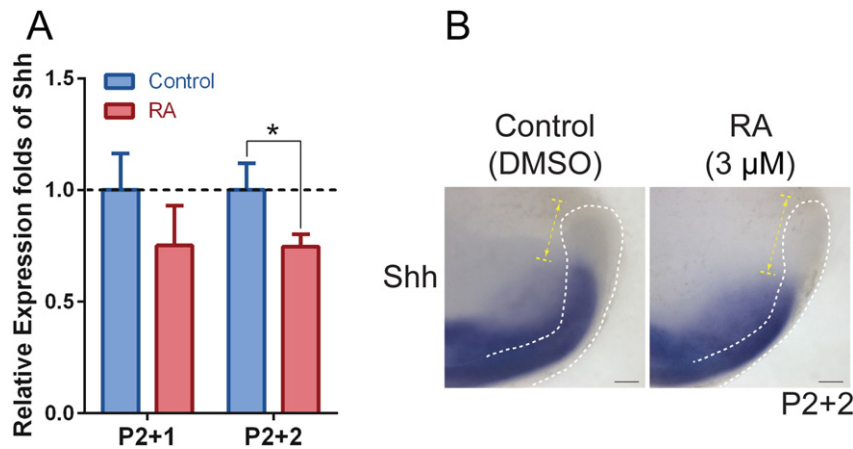 A
Relative Expression folds of Shh
1.5
1.0
0.5
0.0
Control
RA
*
P2+1
P2+2
B
Control
(DMSO)
RA
(3 μM)
Shh
P2+2